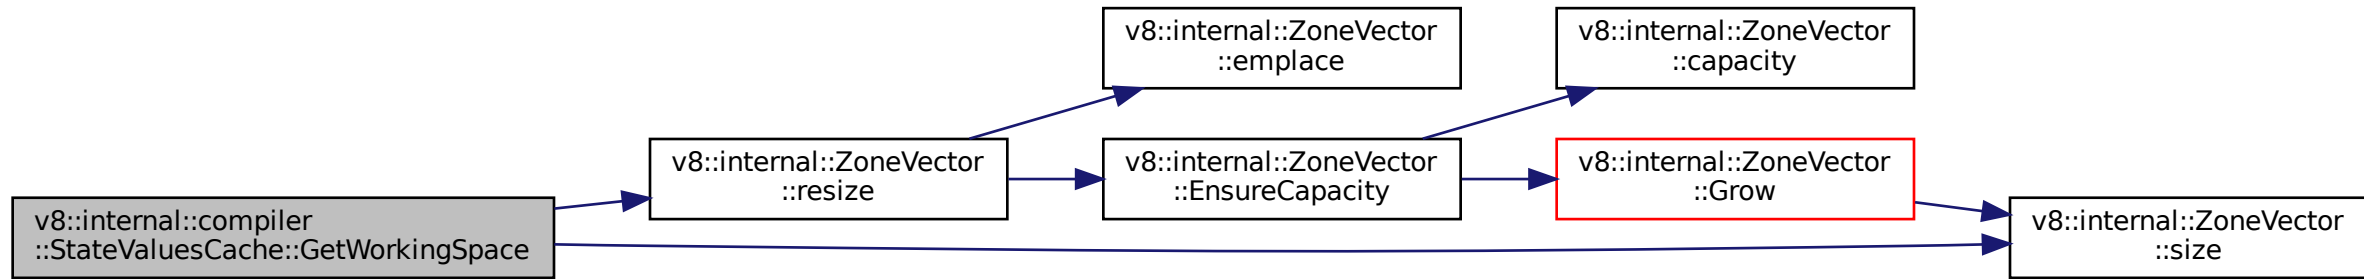 v8::internal::compiler
::StateValuesCache::GetWorkingSpace
v8::internal::ZoneVector
::resize
v8::internal::ZoneVector
::emplace
v8::internal::ZoneVector
::EnsureCapacity
v8::internal::ZoneVector
::capacity
v8::internal::ZoneVector
::Grow
v8::internal::ZoneVector
::size